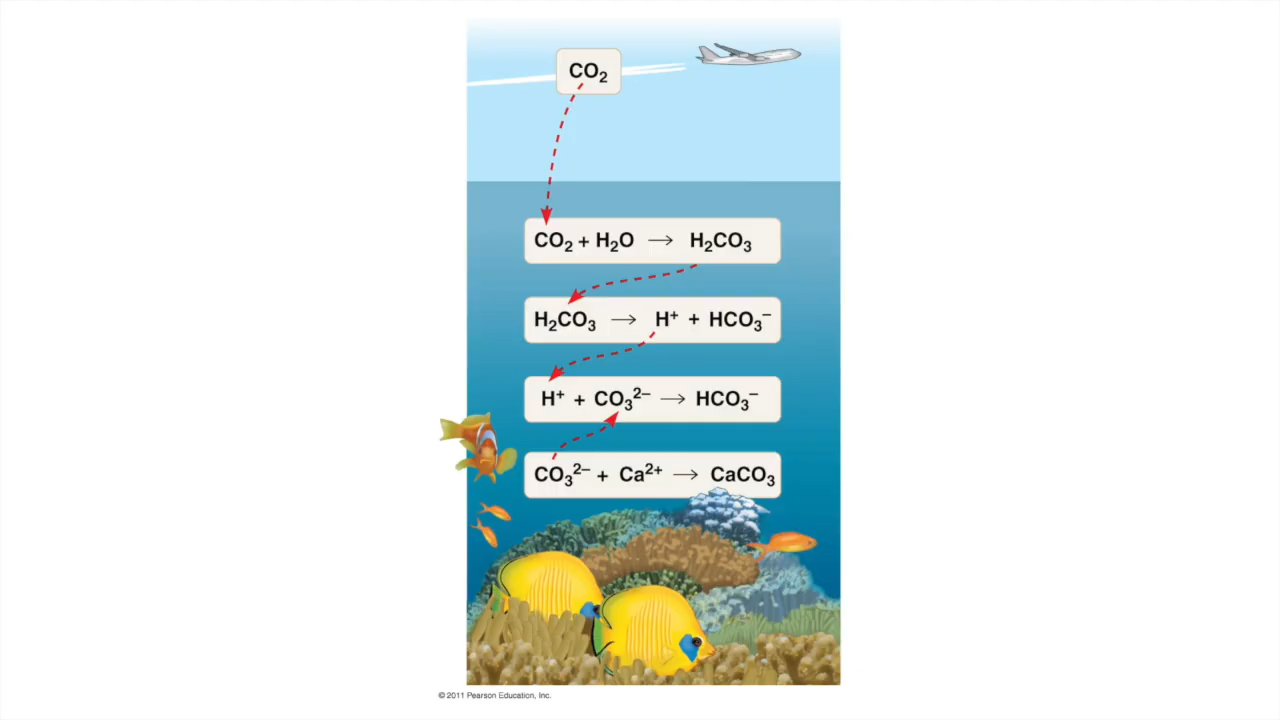 CO₂
CO₂ + H₂O → H₂CO₃
H₂CO₃ → H⁺ + HCO₃⁻
H⁺ + CO₃²⁻ → HCO₃⁻
CO₃²⁻ + Ca²⁺ → CaCO₃
© 2011 Pearson Education, Inc.